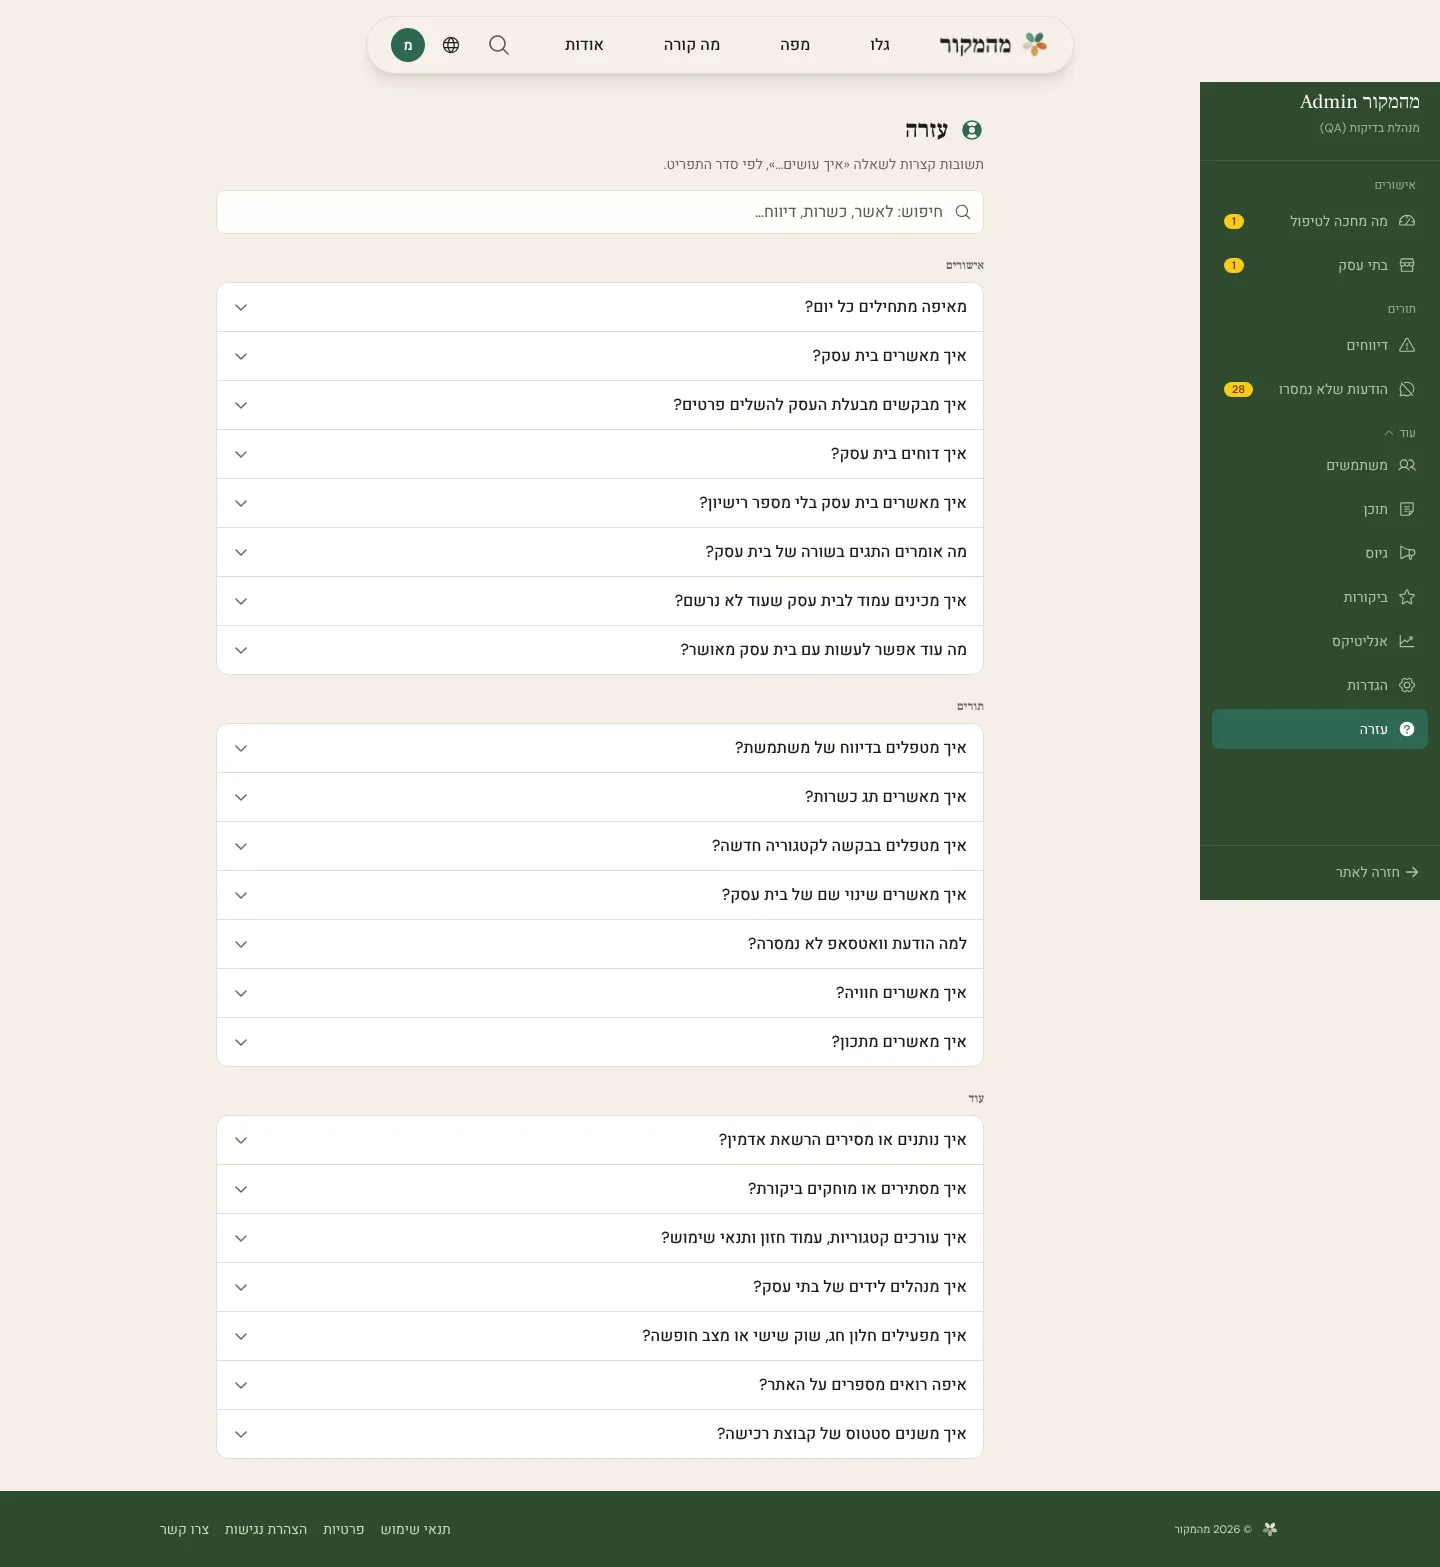 מהמקור
גלו
מפה
מה קורה
אודות
מ
מהמקור Admin
מנהלת בדיקות (QA)
אישורים
מה מחכה לטיפול 1
בתי עסק 1
תורים
דיווחים
הודעות שלא נמסרו 28
עוד
משתמשים
תוכן
גיוס
ביקורות
אנליטיקס
הגדרות
עזרה
חזרה לאתר
עזרה
תשובות קצרות לשאלה «איך עושים...», לפי סדר התפריט.
חיפוש: לאשר, כשרות, דיווח...
אישורים
מאיפה מתחילים כל יום?
איך מאשרים בית עסק?
איך מבקשים מבעלת העסק להשלים פרטים?
איך דוחים בית עסק?
איך מאשרים בית עסק בלי מספר רישיון?
מה אומרים התגים בשורה של בית עסק?
איך מכינים עמוד לבית עסק שעוד לא נרשם?
מה עוד אפשר לעשות עם בית עסק מאושר?
תורים
איך מטפלים בדיווח של משתמשת?
איך מאשרים תג כשרות?
איך מטפלים בבקשה לקטגוריה חדשה?
איך מאשרים שינוי שם של בית עסק?
למה הודעת וואטסאפ לא נמסרה?
איך מאשרים חוויה?
איך מאשרים מתכון?
עוד
איך נותנים או מסירים הרשאת אדמין?
איך מסתירים או מוחקים ביקורת?
איך עורכים קטגוריות, עמוד חזון ותנאי שימוש?
איך מנהלים לידים של בתי עסק?
איך מפעילים חלון חג, שוק שישי או מצב חופשה?
איפה רואים מספרים על האתר?
איך משנים סטטוס של קבוצת רכישה?
© 2026 מהמקור
תנאי שימוש
פרטיות
הצהרת נגישות
צרו קשר